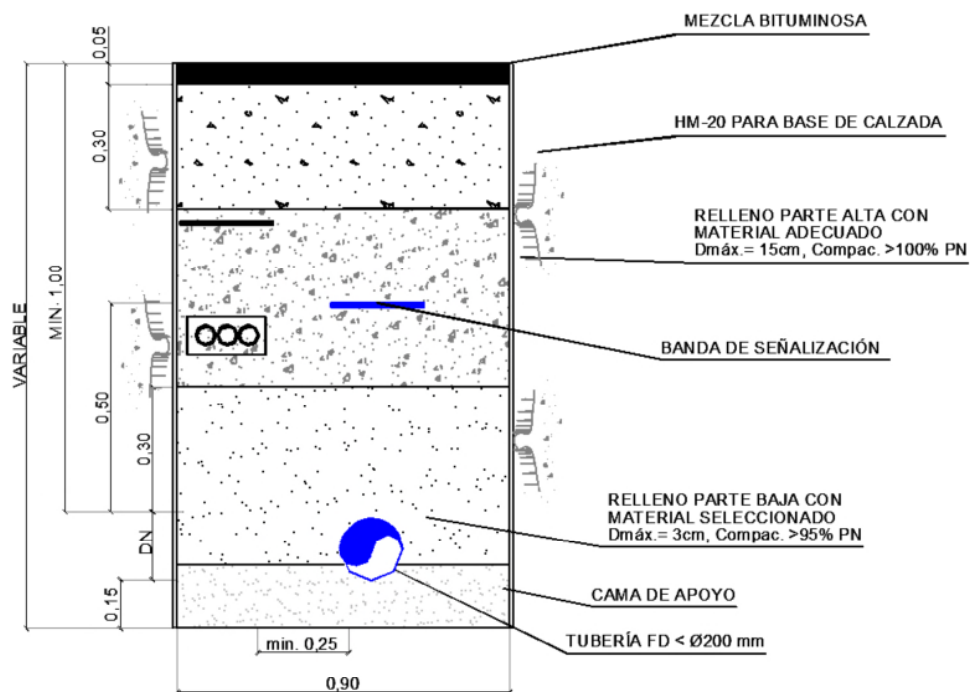 MEZCLA BITUMINOSA
0,05
HM-20 PARA BASE DE CALZADA
0,30
RELLENO PARTE ALTA CON
MATERIAL ADECUADO
Dmáx.= 15cm, Compac. >100% PN
MIN. 1,00
VARIABLE
BANDA DE SEÑALIZACIÓN
0,50
0,30
RELLENO PARTE BAJA CON
MATERIAL SELECCIONADO
Dmáx.= 3cm, Compac. >95% PN
DN
CAMA DE APOYO
0,15
TUBERÍA FD < Ø200 mm
min. 0,25
0,90